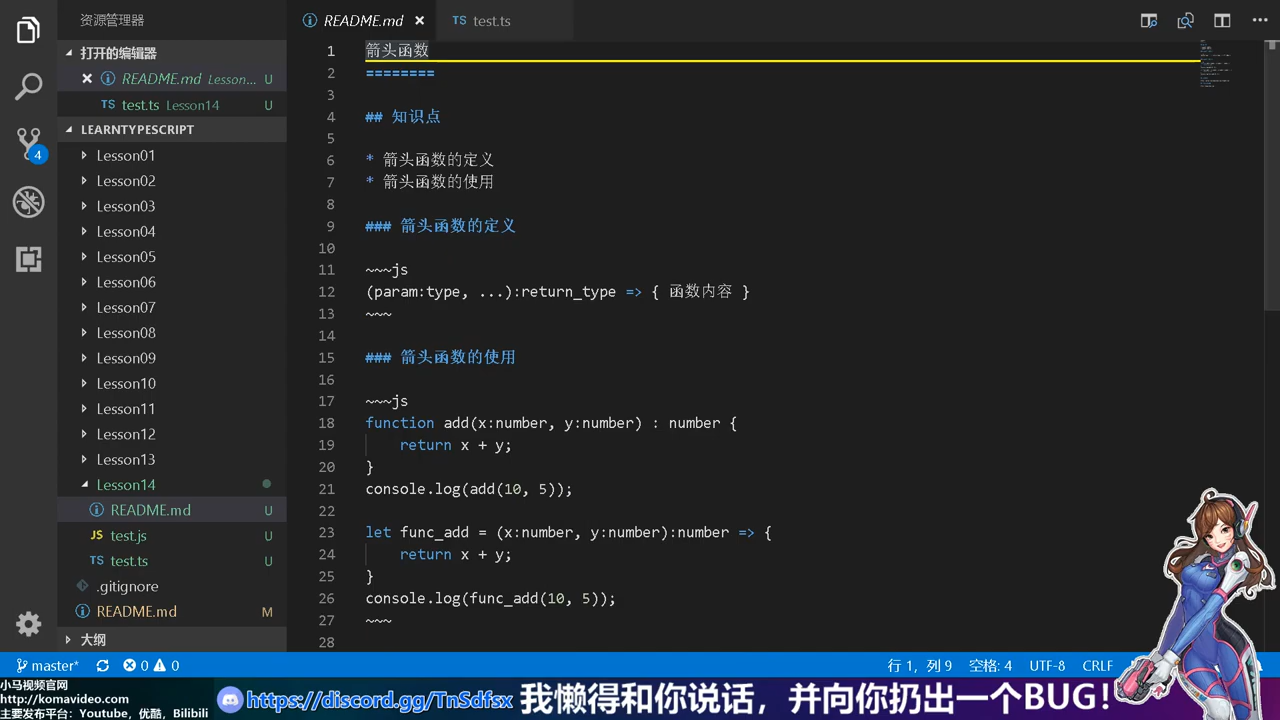 资源管理器
打开的编辑器
README.md Lesson... U
TS test.ts Lesson14 U
LEARNTYPESCRIPT
Lesson01
Lesson02
Lesson03
Lesson04
Lesson05
Lesson06
Lesson07
Lesson08
Lesson09
Lesson10
Lesson11
Lesson12
Lesson13
Lesson14
README.md U
JS test.js U
TS test.ts U
.gitignore
README.md M
大纲
4
README.md
TS test.ts
1 箭头函数
2 ========
3
4 ## 知识点
5
6 * 箭头函数的定义
7 * 箭头函数的使用
8
9 ### 箭头函数的定义
10
11 ~~~js
12 (param:type, ...):return_type => { 函数内容 }
13 ~~~
14
15 ### 箭头函数的使用
16
17 ~~~js
18 function add(x:number, y:number) : number {
19 return x + y;
20 }
21 console.log(add(10, 5));
22
23 let func_add = (x:number, y:number):number => {
24 return x + y;
25 }
26 console.log(func_add(10, 5));
27 ~~~
28
master* 0 0 行 1, 列 9 空格: 4 UTF-8 CRLF
小马视频官网
http://komavideo.com
主要发布平台: Youtube, 优酷, Bilibili
https://discord.gg/TnSdfsx 我懒得和你说话，并向你扔出一个BUG!